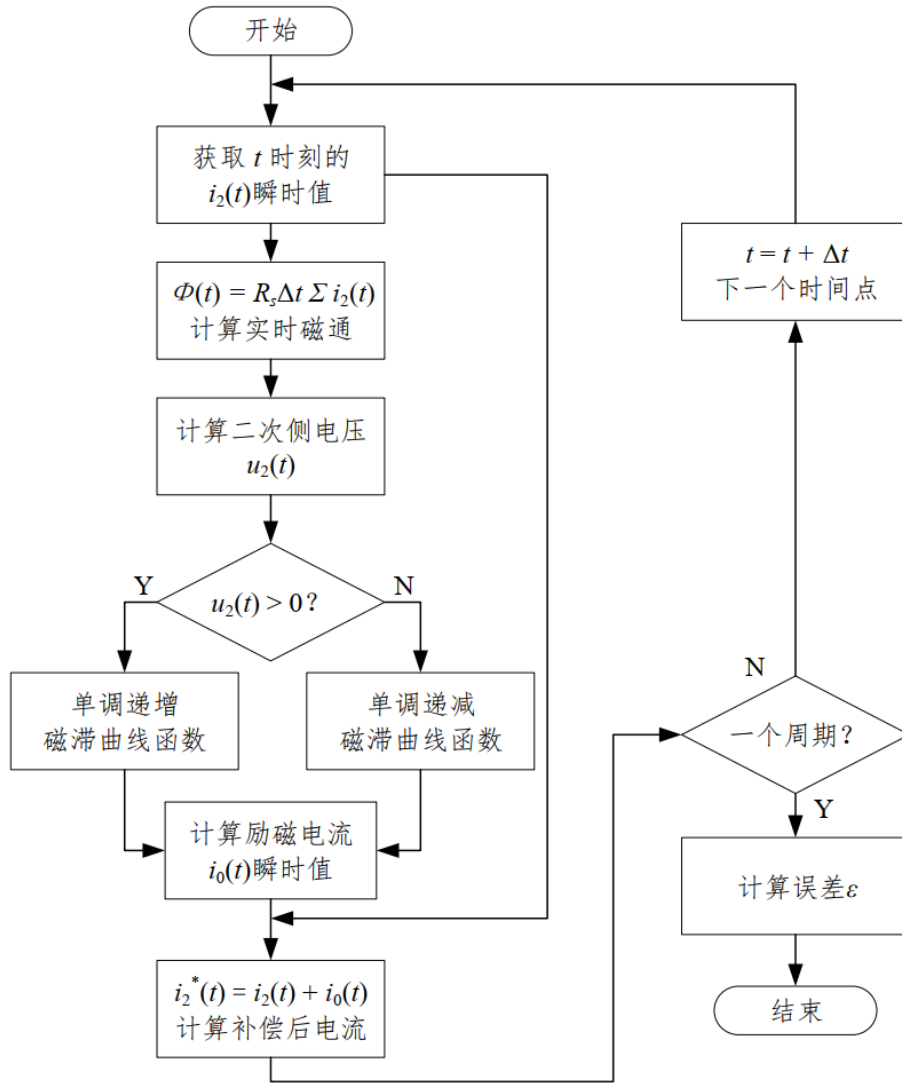 开始
获取 t 时刻的
i₂(t)瞬时值
Φ(t) = RₛΔt Σ i₂(t)
计算实时磁通
计算二次侧电压
u₂(t)
Y
u₂(t) > 0?
N
单调递增
磁滞曲线函数
单调递减
磁滞曲线函数
计算励磁电流
i₀(t)瞬时值
i₂*(t) = i₂(t) + i₀(t)
计算补偿后电流
t = t + Δt
下一个时间点
N
一个周期?
Y
计算误差ε
结束